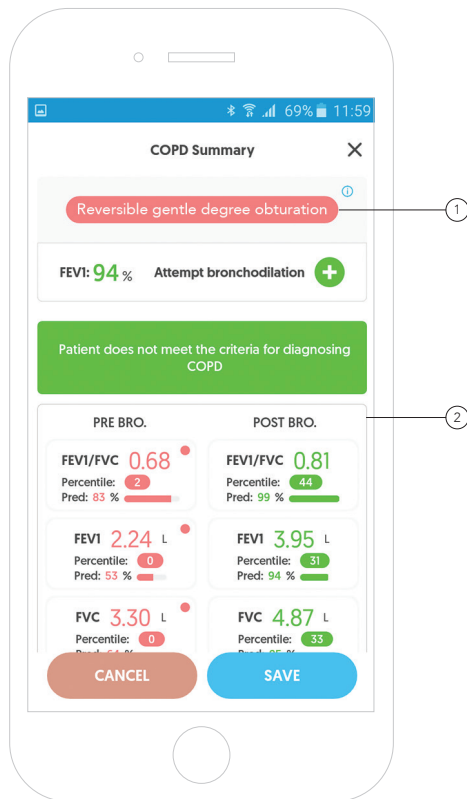 69% 11:59
COPD Summary
Reversible gentle degree obturation
1
FEV1: 94 % Attempt bronchodilation
Patient does not meet the criteria for diagnosing
COPD
2
PRE BRO. POST BRO.
FEV1/FVC 0.68 FEV1/FVC 0.81
Percentile: 2 Percentile: 44
Pred: 83 % Pred: 99 %
FEV1 2.24 L FEV1 3.95 L
Percentile: 0 Percentile: 31
Pred: 53 % Pred: 94 %
FVC 3.30 L FVC 4.87 L
Percentile: 0 Percentile: 33
CANCEL SAVE